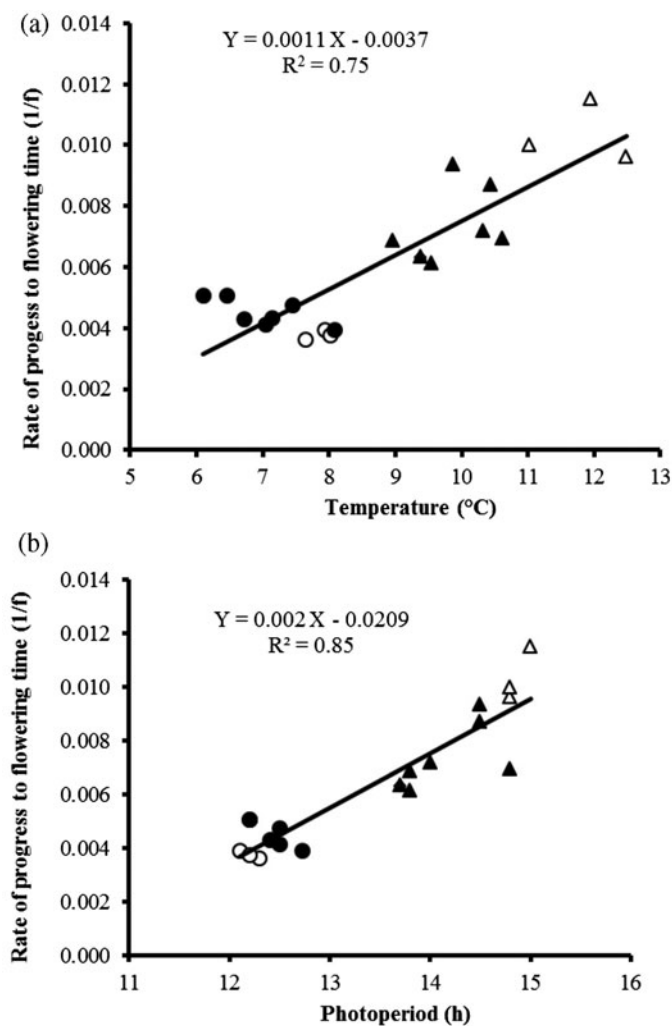 (a)
Y = 0.0011 X - 0.0037
R² = 0.75
Rate of progess to flowering time (1/f)
0.014
0.012
0.010
0.008
0.006
0.004
0.002
0.000
5 6 7 8 9 10 11 12 13
Temperature (°C)
(b)
Y = 0.002 X - 0.0209
R² = 0.85
Rate of progress to flowering time (1/f)
0.014
0.012
0.010
0.008
0.006
0.004
0.002
0.000
11 12 13 14 15 16
Photoperiod (h)